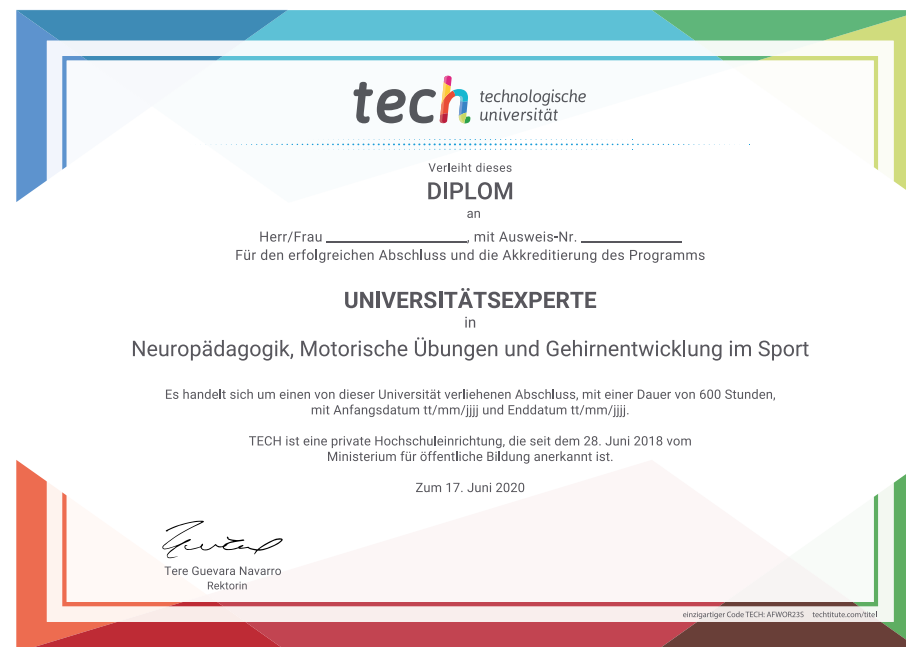 tech technologische
universität
Verleiht dieses
DIPLOM
an
Herr/Frau ____________________, mit Ausweis-Nr. ______________
Für den erfolgreichen Abschluss und die Akkreditierung des Programms
UNIVERSITÄTSEXPERTE
in
Neuropädagogik, Motorische Übungen und Gehirnentwicklung im Sport
Es handelt sich um einen von dieser Universität verliehenen Abschluss, mit einer Dauer von 600 Stunden,
mit Anfangsdatum tt/mm/jjjj und Enddatum tt/mm/jjjj.
TECH ist eine private Hochschuleinrichtung, die seit dem 28. Juni 2018 vom
Ministerium für öffentliche Bildung anerkannt ist.
Zum 17. Juni 2020
Tere Guevara Navarro
Rektorin
einzigartiger Code TECH: AFWOR23S techtitute.com/titel